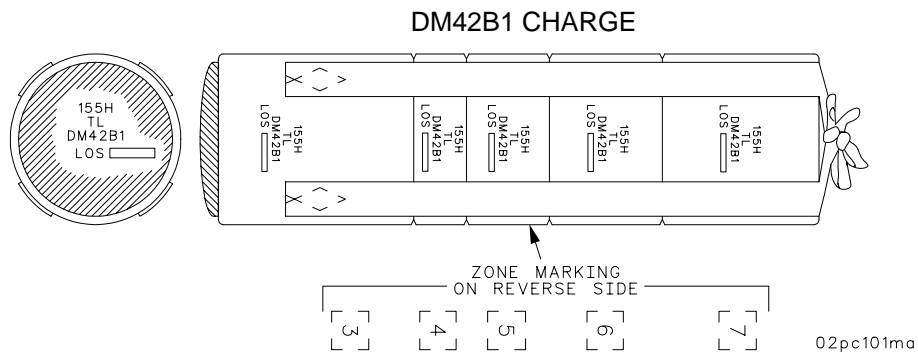 DM42B1 CHARGE
155H
TL
DM42B1
LOS
155H
TL
DM42B1
LOS
155H
TL
DM42B1
LOS
155H
TL
DM42B1
LOS
155H
TL
DM42B1
LOS
155H
TL
DM42B1
LOS
ZONE MARKING
ON REVERSE SIDE
3 4 5 6 7
02pc101ma